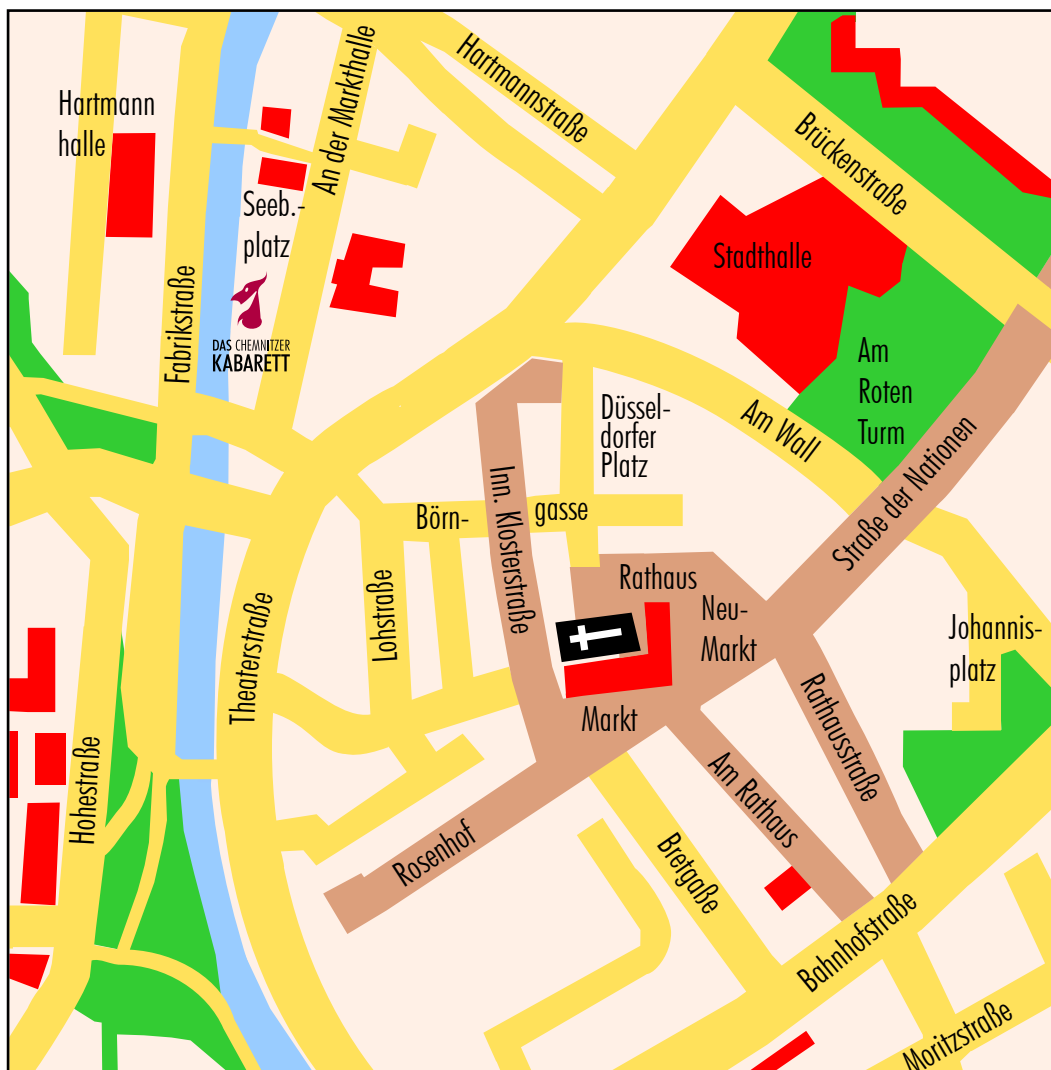 Hartmann
halle
Hartmannstraße
An der Markthalle
Brückenstraße
Seeb.-
platz
Stadthalle
Fabrikstraße
DAS CHEMNITZER
KABARETT
Am
Roten
Turm
Düssel-
dorfer
Platz
Am Wall
Straße der Nationen
Inn. Klosterstraße
Börn-
gasse
Rathaus
Neu-
Markt
Lohstraße
Johannis-
platz
Theaterstraße
Markt
Rathausstraße
Hohestraße
Am Rathaus
Rosenhof
Bretgaße
Bahnhofstraße
Moritzstraße